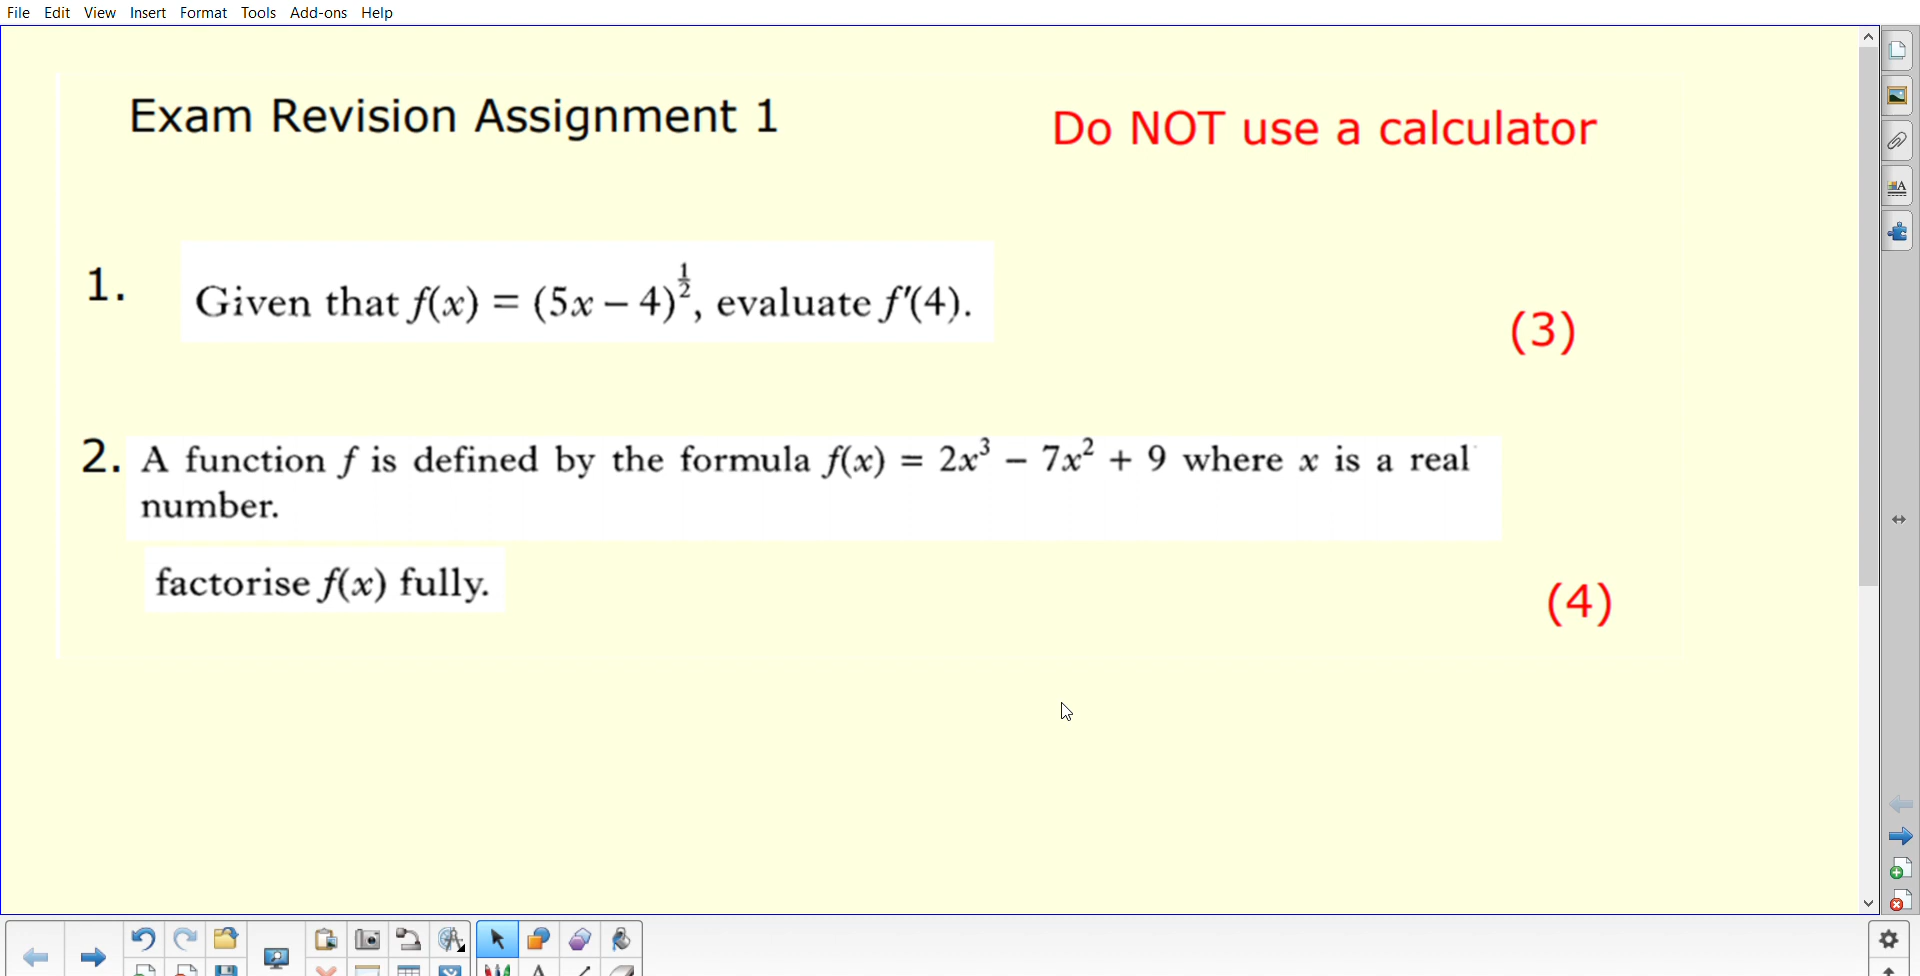 File Edit View Insert Format Tools Add-ons Help
Exam Revision Assignment 1
Do NOT use a calculator
1. Given that f(x) = (5x – 4)^{1/2}, evaluate f′(4).
(3)
2. A function f is defined by the formula f(x) = 2x³ – 7x² + 9 where x is a real
number.
factorise f(x) fully.
(4)